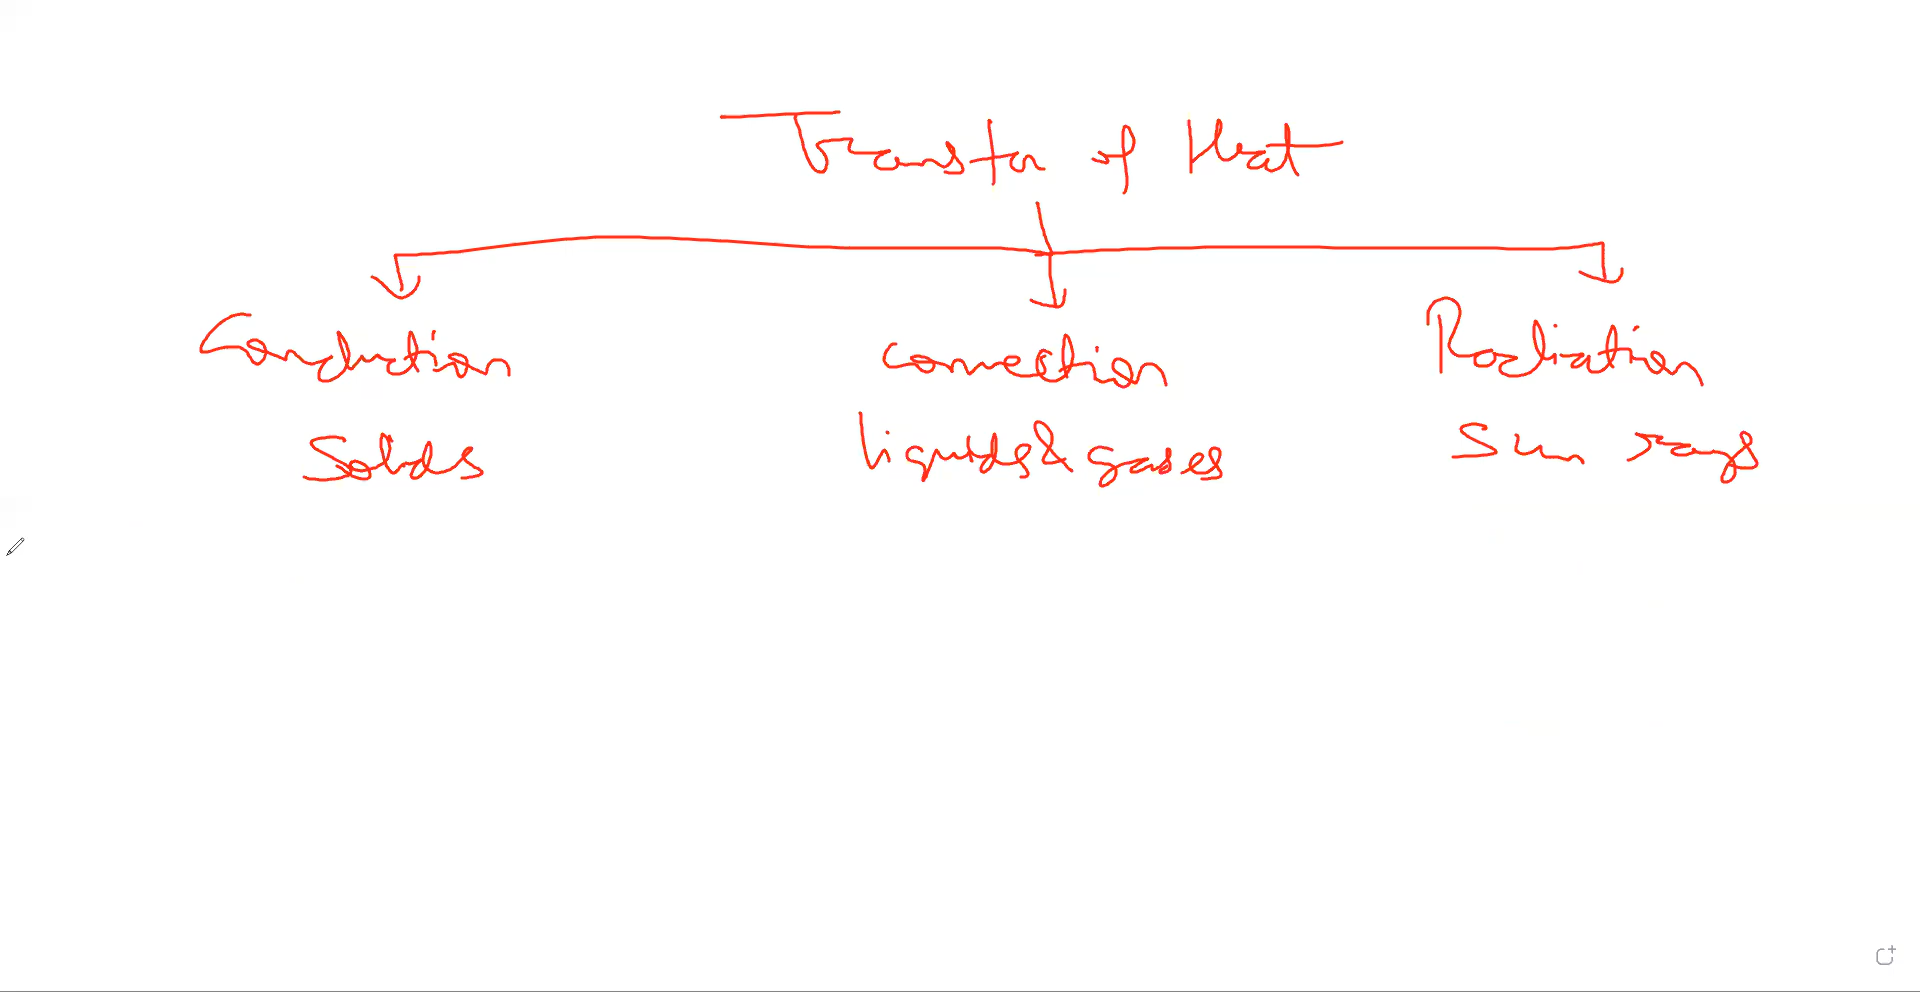 Transfer of Heat
Conduction convection Radiation
Solids liquids & gases Sun rays